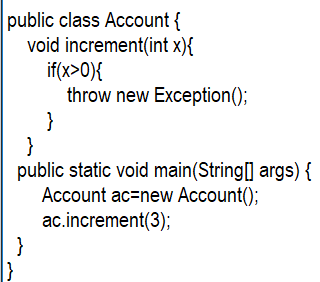 public class Account {
void increment(int x){
if(x>0){
throw new Exception();
}
}
public static void main(String[] args) {
Account ac=new Account();
ac.increment(3);
}
}